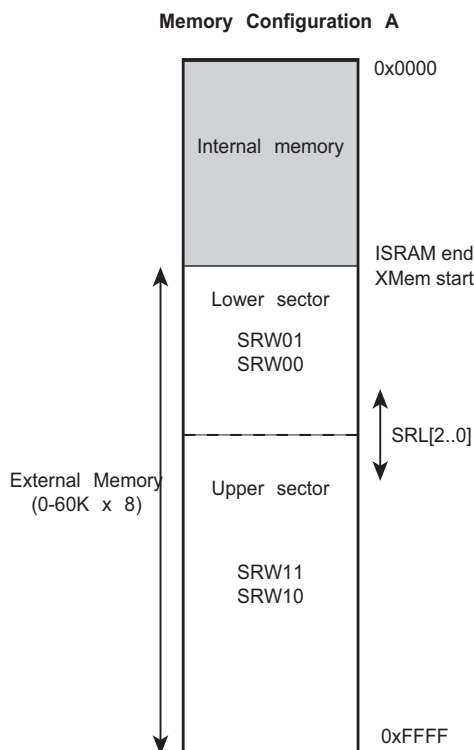 Memory Configuration A
0x0000
Internal memory
ISRAM end
XMem start
Lower sector
SRW01
SRW00
SRL[2..0]
External Memory
(0-60K x 8)
Upper sector
SRW11
SRW10
0xFFFF